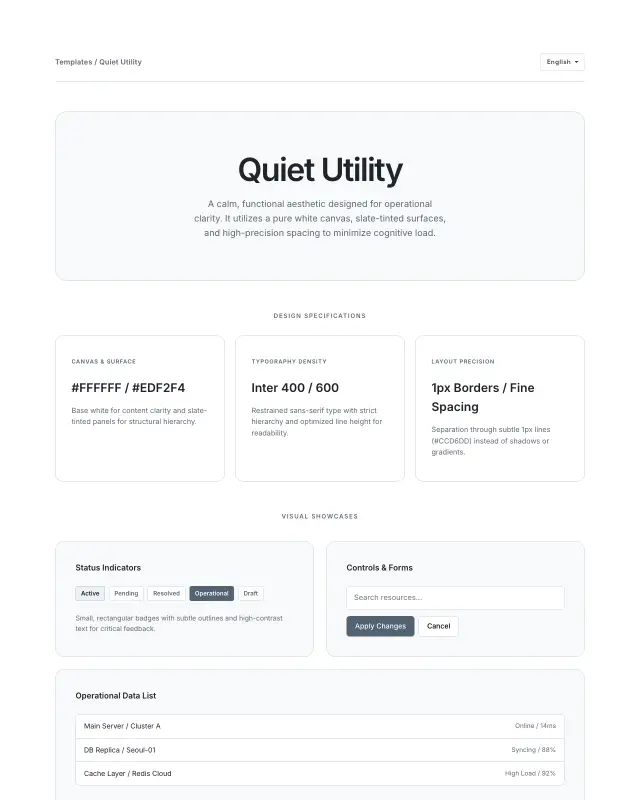 Templates / Quiet Utility
English
Quiet Utility
A calm, functional aesthetic designed for operational
clarity. It utilizes a pure white canvas, slate-tinted surfaces,
and high-precision spacing to minimize cognitive load.
DESIGN SPECIFICATIONS
CANVAS & SURFACE
#FFFFFF / #EDF2F4
Base white for content clarity and slate-
tinted panels for structural hierarchy.
TYPOGRAPHY DENSITY
Inter 400 / 600
Restrained sans-serif type with strict
hierarchy and optimized line height for
readability.
LAYOUT PRECISION
1px Borders / Fine
Spacing
Separation through subtle 1px lines
(#CCD6DD) instead of shadows or
gradients.
VISUAL SHOWCASES
Status Indicators
Active Pending Resolved Operational Draft
Small, rectangular badges with subtle outlines and high-contrast
text for critical feedback.
Controls & Forms
Search resources...
Apply Changes Cancel
Operational Data List
Main Server / Cluster A Online / 14ms
DB Replica / Seoul-01 Syncing / 88%
Cache Layer / Redis Cloud High Load / 92%